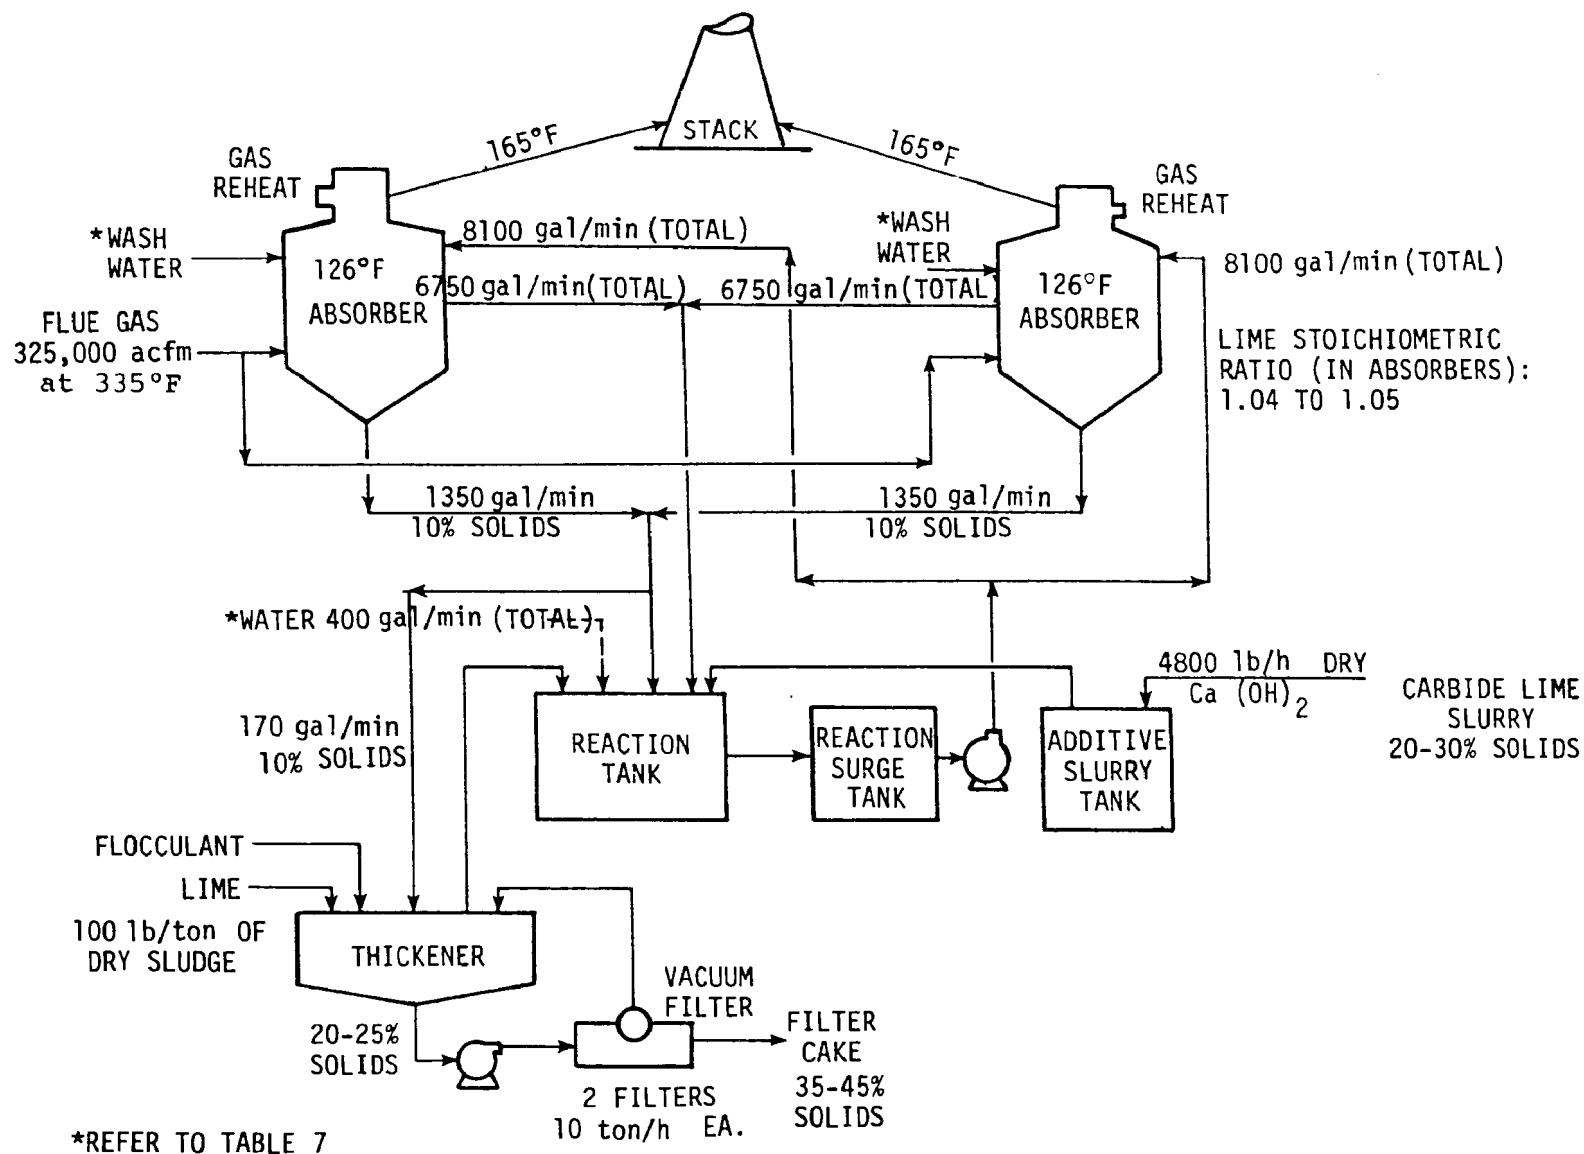 STACK
165°F
165°F
GAS
REHEAT
GAS
REHEAT
*WASH
WATER
8100 gal/min (TOTAL)
*WASH
WATER
8100 gal/min (TOTAL)
126°F
ABSORBER
6750 gal/min(TOTAL)
6750 gal/min(TOTAL)
126°F
ABSORBER
FLUE GAS
325,000 acfm
at 335°F
LIME STOICHIOMETRIC
RATIO (IN ABSORBERS):
1.04 TO 1.05
1350 gal/min
10% SOLIDS
1350 gal/min
10% SOLIDS
*WATER 400 gal/min (TOTAL)
4800 lb/h DRY
Ca (OH)2
CARBIDE LIME
SLURRY
20-30% SOLIDS
170 gal/min
10% SOLIDS
REACTION
TANK
REACTION
SURGE
TANK
ADDITIVE
SLURRY
TANK
FLOCCULANT
LIME
100 lb/ton OF
DRY SLUDGE
THICKENER
VACUUM
FILTER
20-25%
SOLIDS
FILTER
CAKE
35-45%
SOLIDS
2 FILTERS
10 ton/h EA.
*REFER TO TABLE 7